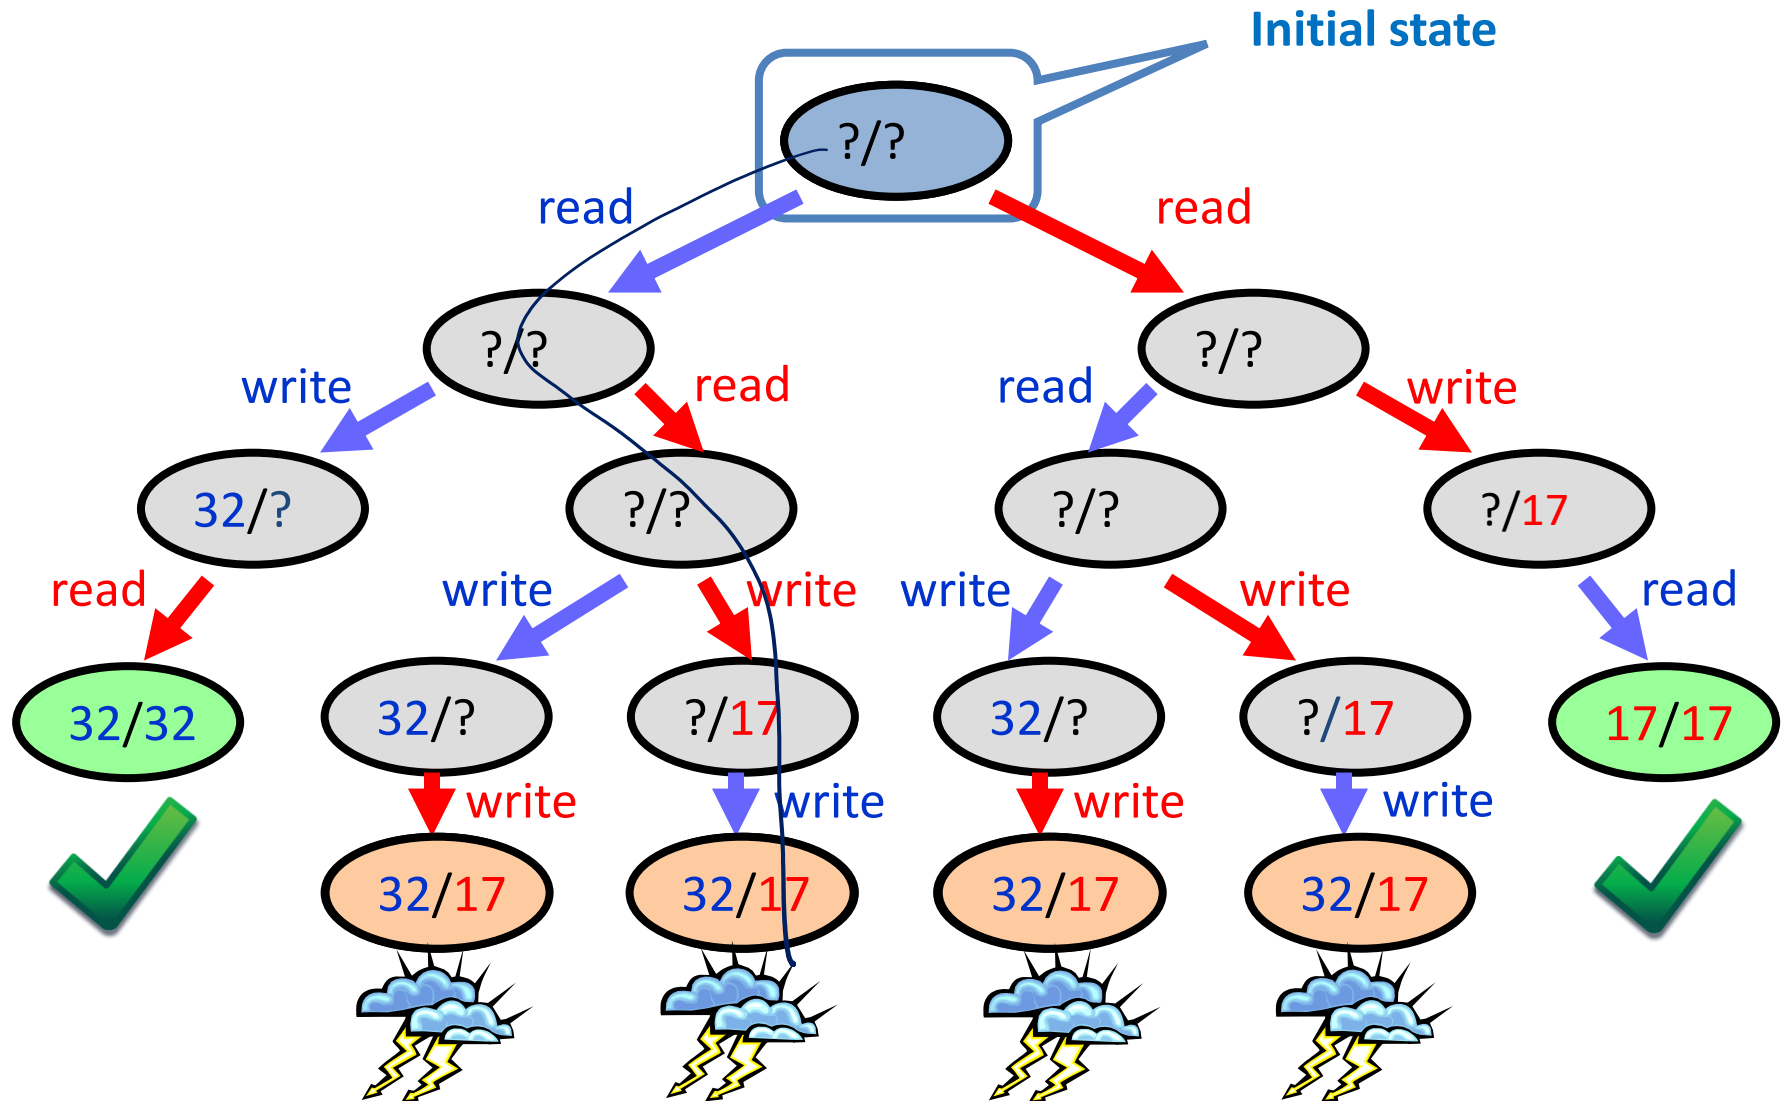 Initial state
?/?
read read
?/? ?/?
write read read write
32/? ?/? ?/? ?/17
read write write write write read
32/32 32/? ?/17 32/? ?/17 17/17
write write write write
32/17 32/17 32/17 32/17